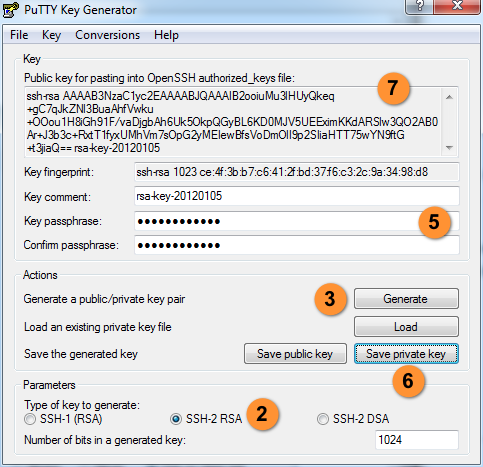 PuTTY Key Generator
?
File Key Conversions Help
Key
Public key for pasting into OpenSSH authorized_keys file:
7
ssh-rsa AAAAB3NzaC1yc2EAAAABJQAAAIB2ooiuMu3lHUyQkeq
+gC7qJkZNl3BuaAhfVwku
+OOou1H8iGh91F/vaDjgbAh6Uk5OkpQGyBL6KD0MJV5UEEximKKdARSlw3QO2AB0
Ar+J3b3c+RxtT1fyxUMhVm7sOpG2yMElewBfsVoDmOll9p2SliaHTT75wYN9ftG
+t3jiaQ== rsa-key-20120105
Key fingerprint: ssh-rsa 1023 ce:4f:3b:b7:c6:41:2f:bd:37:f6:c3:2c:9a:34:98:d8
Key comment: rsa-key-20120105
Key passphrase: ●●●●●●●●●●●●
5
Confirm passphrase: ●●●●●●●●●●●●
Actions
Generate a public/private key pair 3 Generate
Load an existing private key file Load
Save the generated key Save public key Save private key
6
Parameters
Type of key to generate:
SSH-1 (RSA) SSH-2 RSA 2 SSH-2 DSA
Number of bits in a generated key: 1024